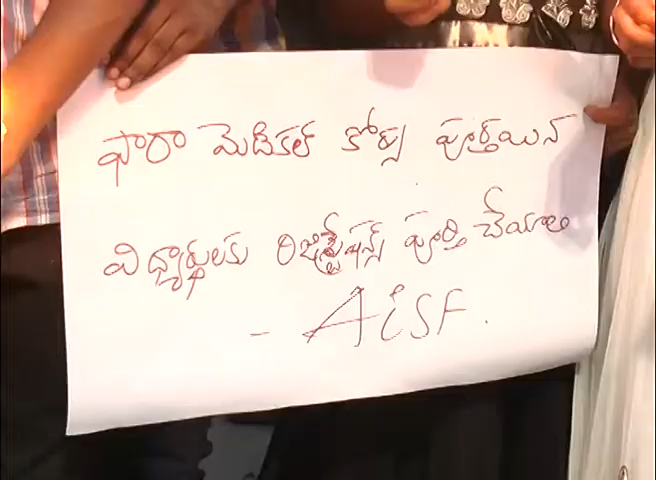 ఫారా మెడికల్ కోర్సు పూర్తయిన
విద్యార్థులకు రిజిస్ట్రేషన్స్ పూర్తి చేయాలి
- AiSF.